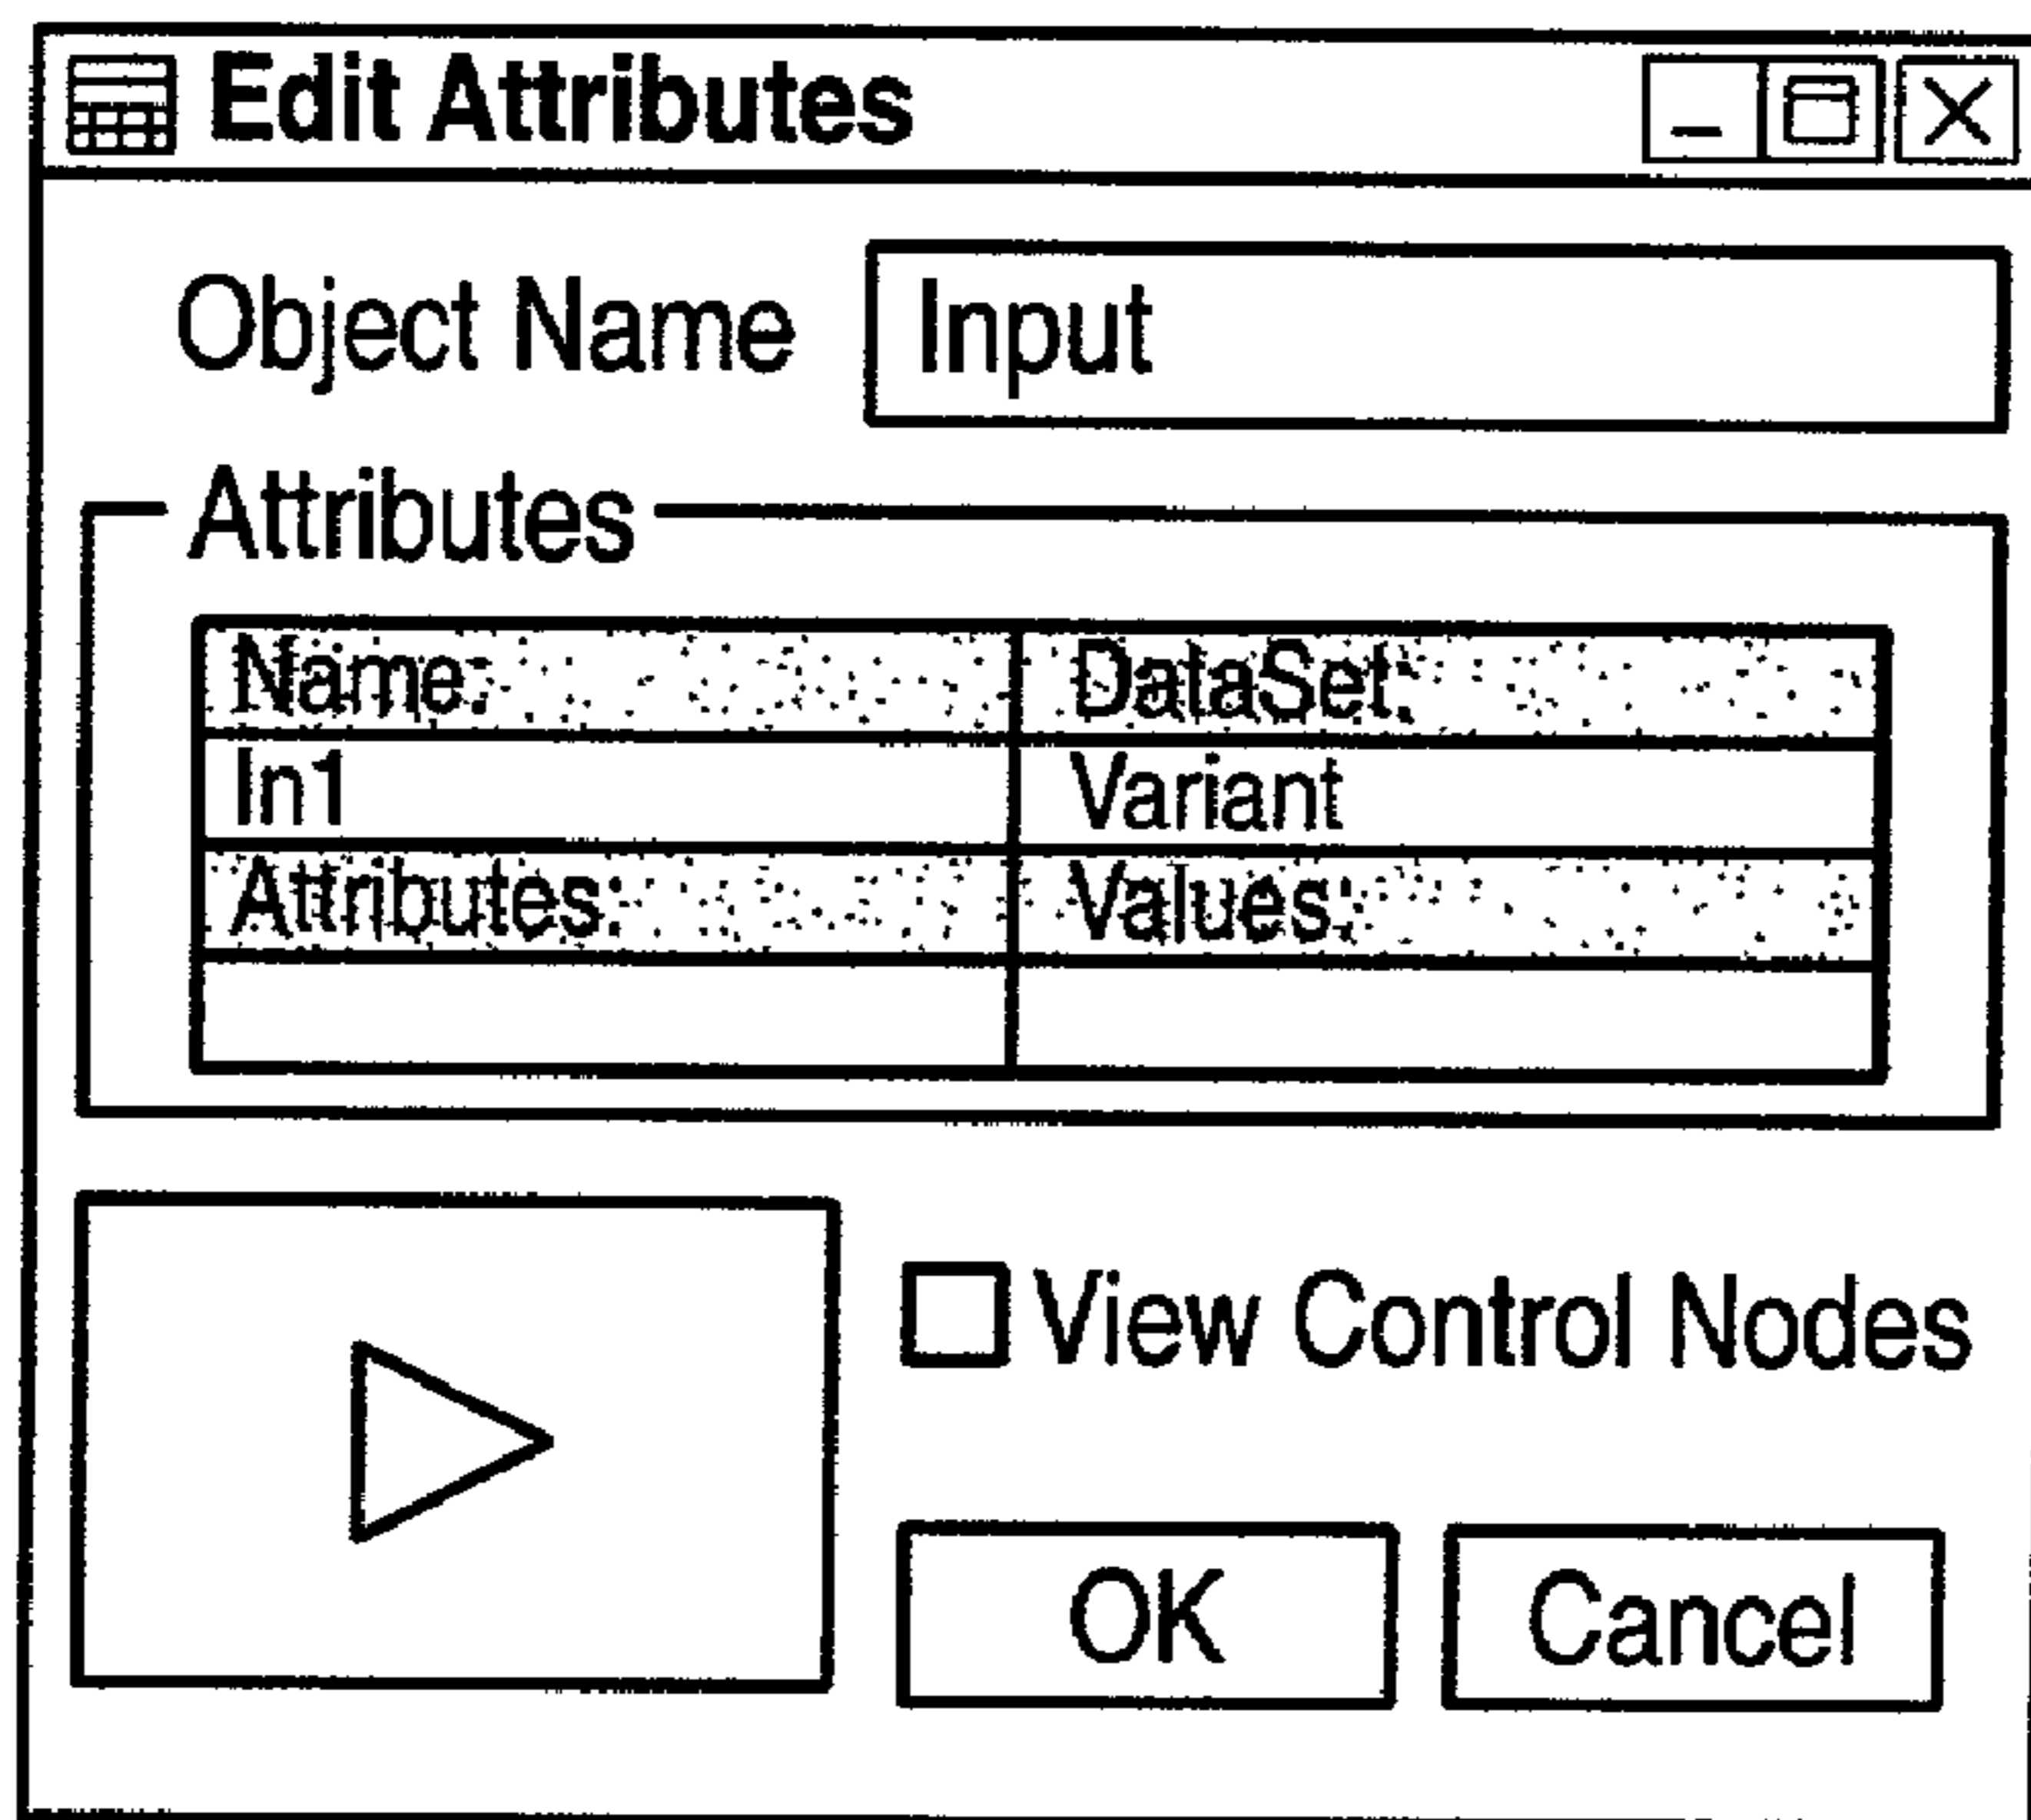 Edit Attributes
Object Name Input
Attributes
Name: DataSet:
In1 Variant
Attributes: Values:
View Control Nodes
OK Cancel